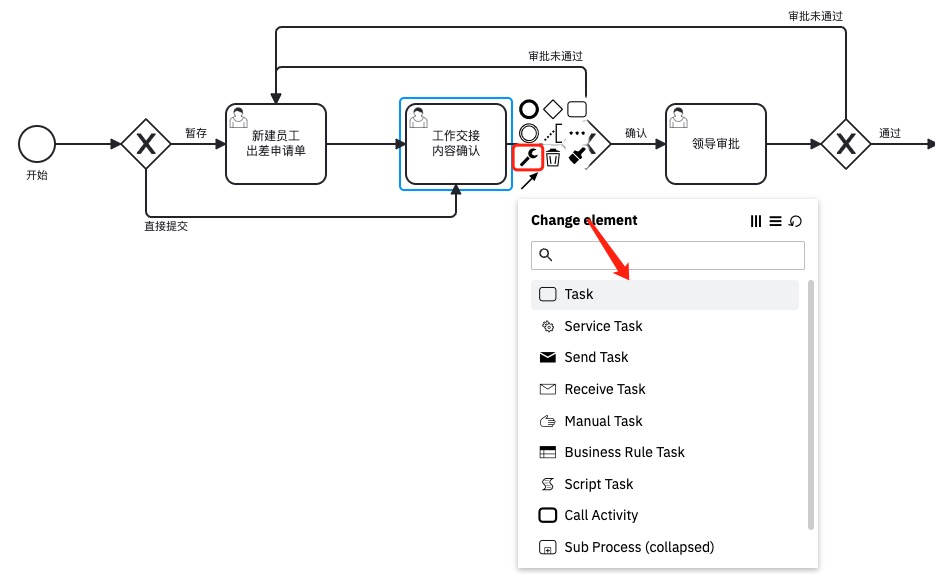 审批未通过
审批未通过
暂存
新建员工
出差申请单
工作交接
内容确认
确认
领导审批
通过
开始
直接提交
Change element
Task
Service Task
Send Task
Receive Task
Manual Task
Business Rule Task
Script Task
Call Activity
Sub Process (collapsed)